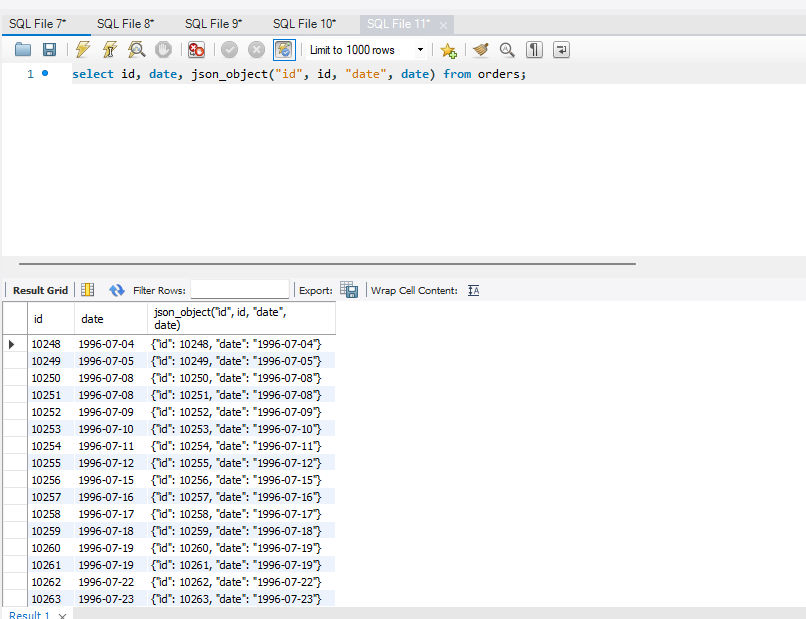 SQL File 7* SQL File 8* SQL File 9* SQL File 10* SQL File 11*
Limit to 1000 rows
1 select id, date, json_object("id", id, "date", date) from orders;
Result Grid Filter Rows: Export: Wrap Cell Content:
id date json_object("id", id, "date",
date)
10248 1996-07-04 {"id": 10248, "date": "1996-07-04"}
10249 1996-07-05 {"id": 10249, "date": "1996-07-05"}
10250 1996-07-08 {"id": 10250, "date": "1996-07-08"}
10251 1996-07-08 {"id": 10251, "date": "1996-07-08"}
10252 1996-07-09 {"id": 10252, "date": "1996-07-09"}
10253 1996-07-10 {"id": 10253, "date": "1996-07-10"}
10254 1996-07-11 {"id": 10254, "date": "1996-07-11"}
10255 1996-07-12 {"id": 10255, "date": "1996-07-12"}
10256 1996-07-15 {"id": 10256, "date": "1996-07-15"}
10257 1996-07-16 {"id": 10257, "date": "1996-07-16"}
10258 1996-07-17 {"id": 10258, "date": "1996-07-17"}
10259 1996-07-18 {"id": 10259, "date": "1996-07-18"}
10260 1996-07-19 {"id": 10260, "date": "1996-07-19"}
10261 1996-07-19 {"id": 10261, "date": "1996-07-19"}
10262 1996-07-22 {"id": 10262, "date": "1996-07-22"}
10263 1996-07-23 {"id": 10263, "date": "1996-07-23"}
Result 1